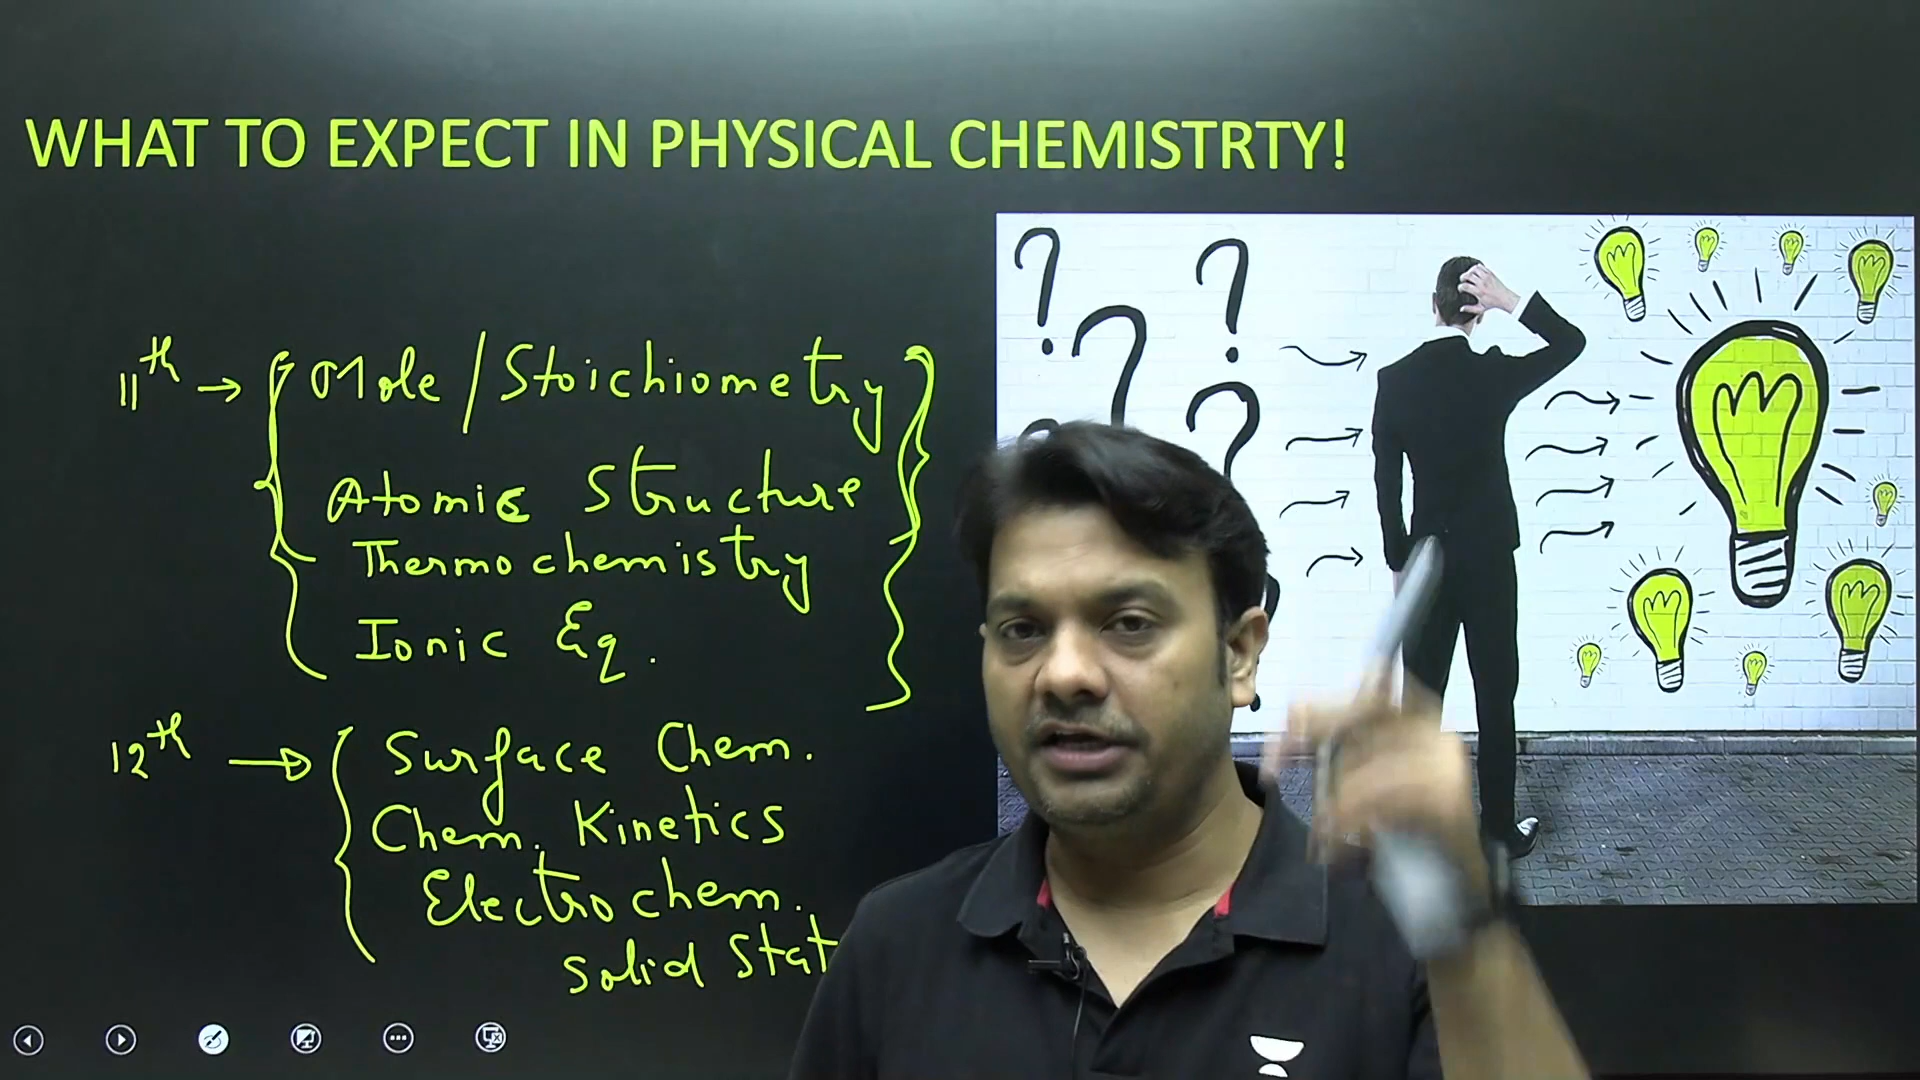 WHAT TO EXPECT IN PHYSICAL CHEMISTRTY!
11th → Mole / Stoichiometry
Atomic Structure
Thermochemistry
Ionic Eq.
12th → Surface Chem.
Chem. Kinetics
Electrochem.
Solid Stat